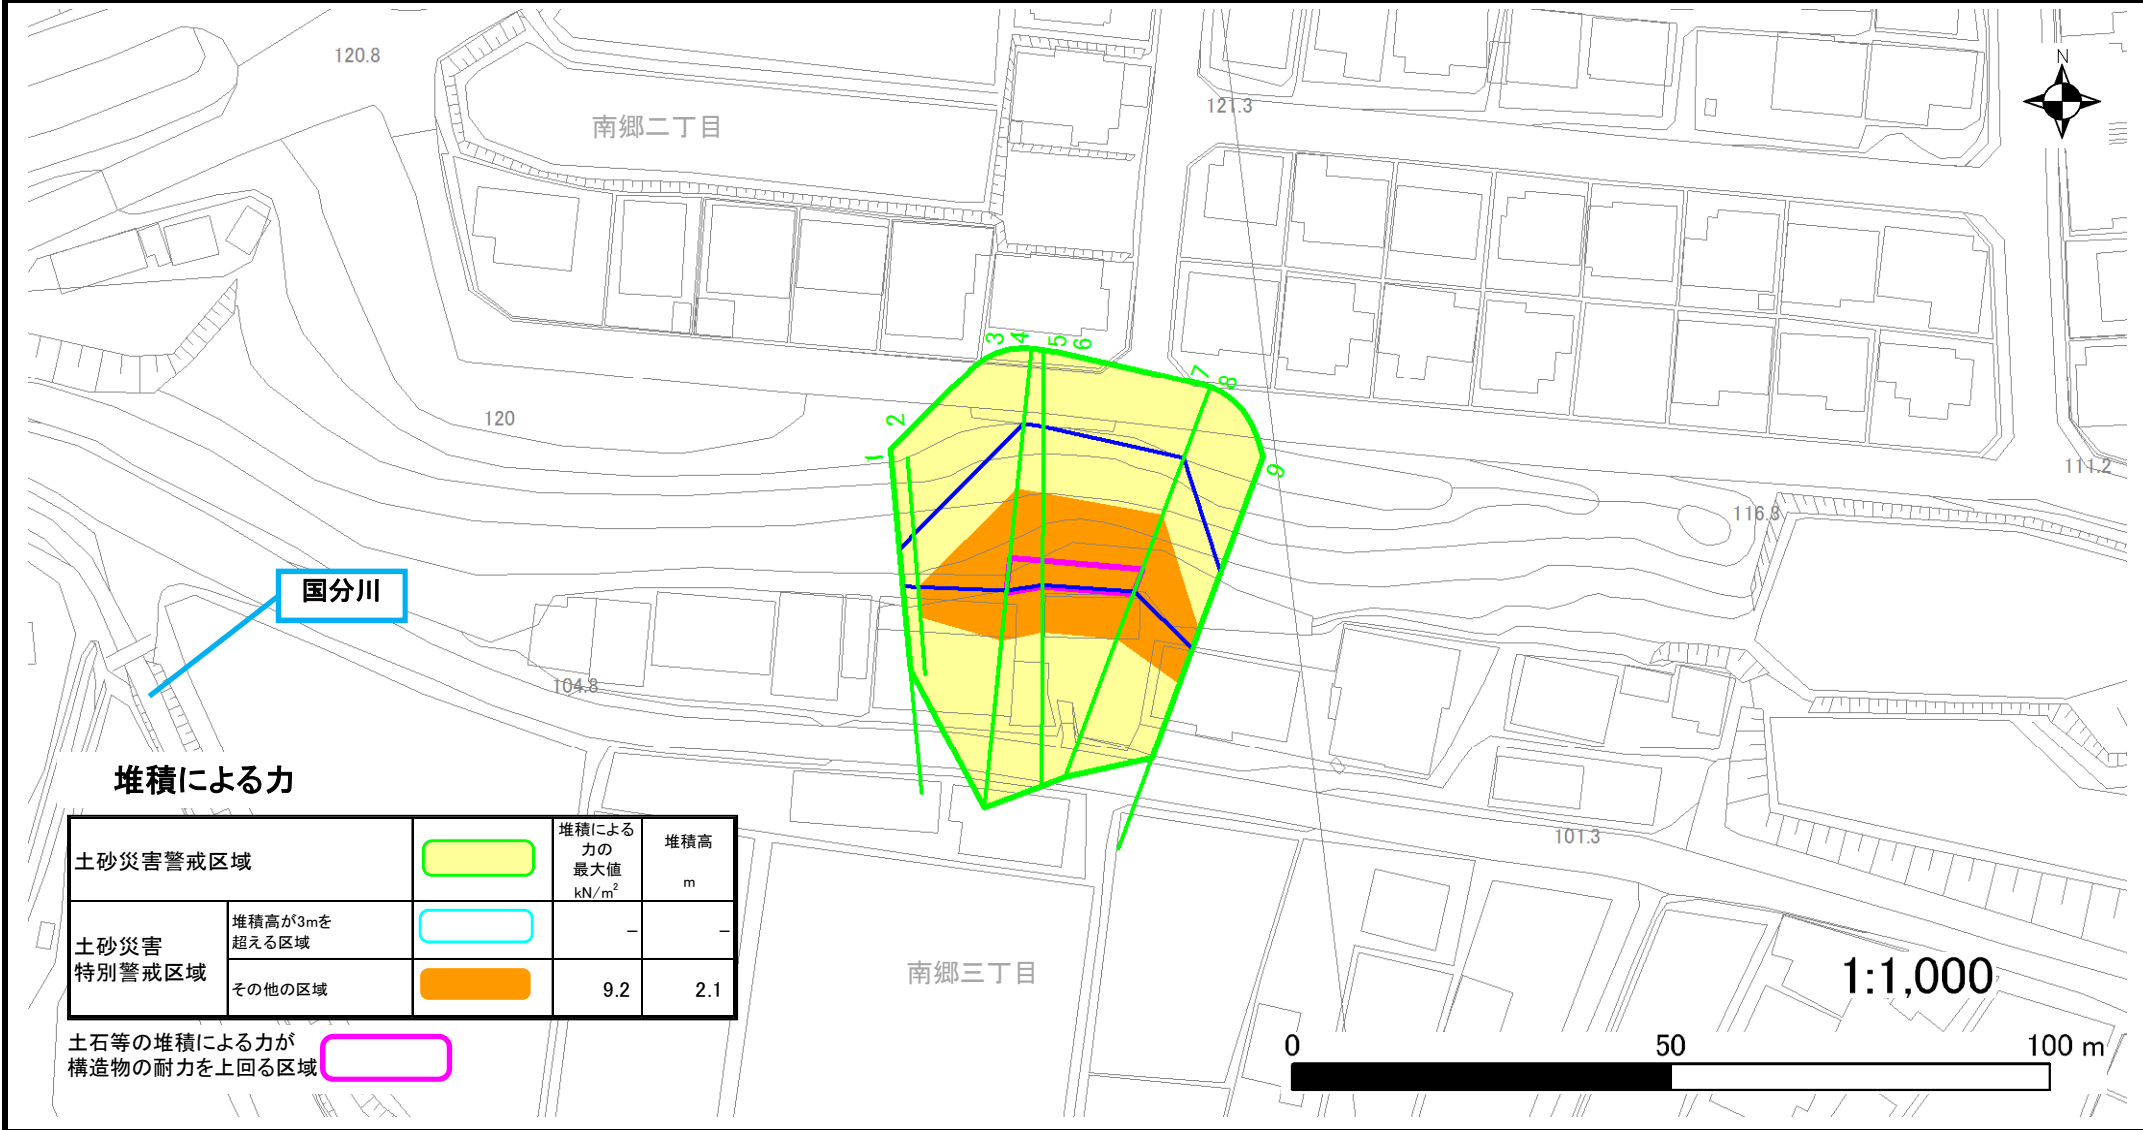 120.8
N
121.3
南郷二丁目
3
4
5
6
7
8
2
120
1
9
111.2
116.8
国分川
104.8
堆積による力
土砂災害警戒区域
堆積による
力の
最大値
kN/m²
堆積高
m
土砂災害
特別警戒区域
堆積高が3mを
超える区域
－
－
その他の区域
9.2
2.1
土石等の堆積による力が
構造物の耐力を上回る区域
101.3
南郷三丁目
1:1,000
0
50
100 m